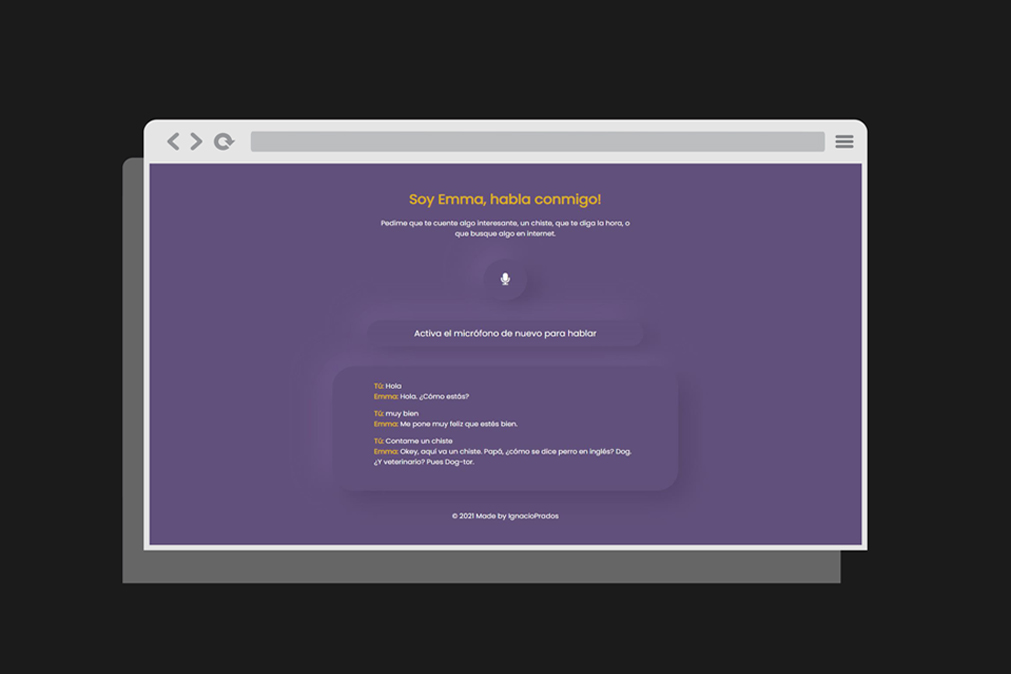 Soy Emma, habla conmigo!
Pedime que te cuente algo interesante, un chiste, que te diga la hora, o
que busque algo en internet.
Activa el micrófono de nuevo para hablar
Tú: Hola
Emma: Hola. ¿Cómo estás?
Tú: muy bien
Emma: Me pone muy feliz que estés bien.
Tú: Contame un chiste
Emma: Okey, aquí va un chiste. Papá, ¿cómo se dice perro en inglés? Dog.
¿Y veterinario? Pues Dog-tor.
© 2021 Made by IgnacioPrados